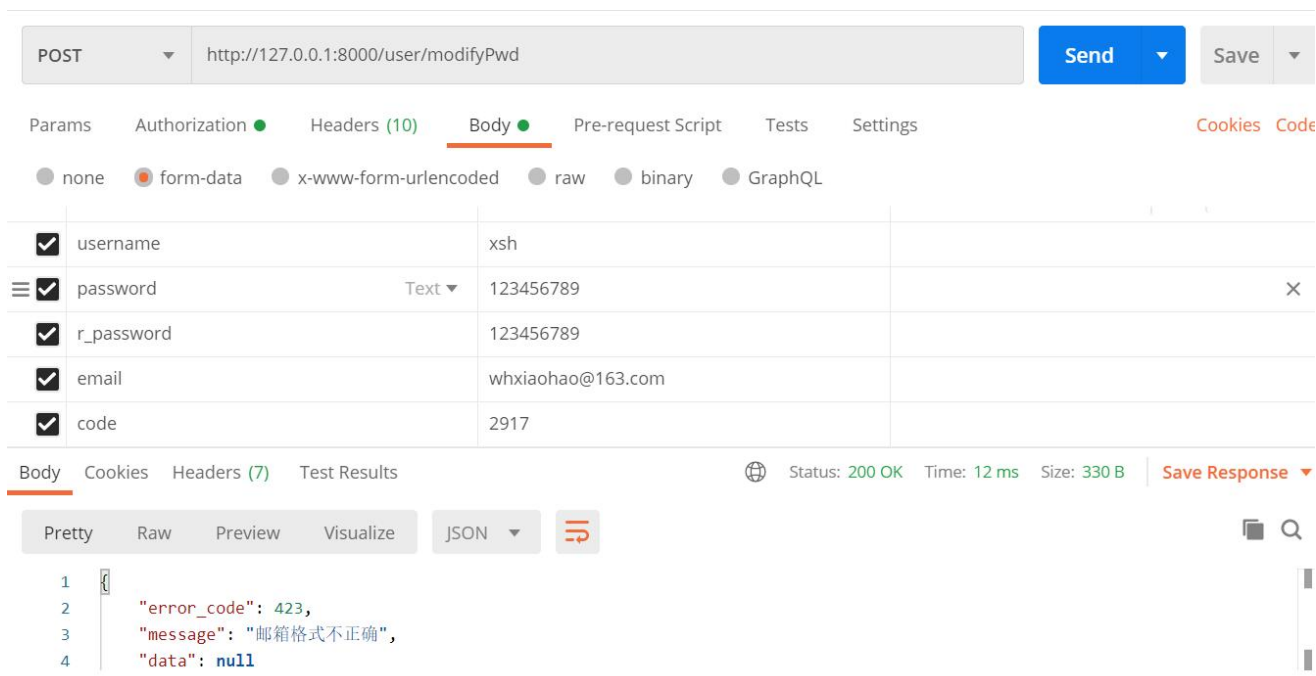 POST http://127.0.0.1:8000/user/modifyPwd Send Save
Params Authorization Headers (10) Body Pre-request Script Tests Settings Cookies Code
none form-data x-www-form-urlencoded raw binary GraphQL
username xsh
password Text 123456789
r_password 123456789
email whxiaohao@163.com
code 2917
Body Cookies Headers (7) Test Results Status: 200 OK Time: 12 ms Size: 330 B Save Response
Pretty Raw Preview Visualize JSON
1 {
2 "error_code": 423,
3 "message": "邮箱格式不正确",
4 "data": null